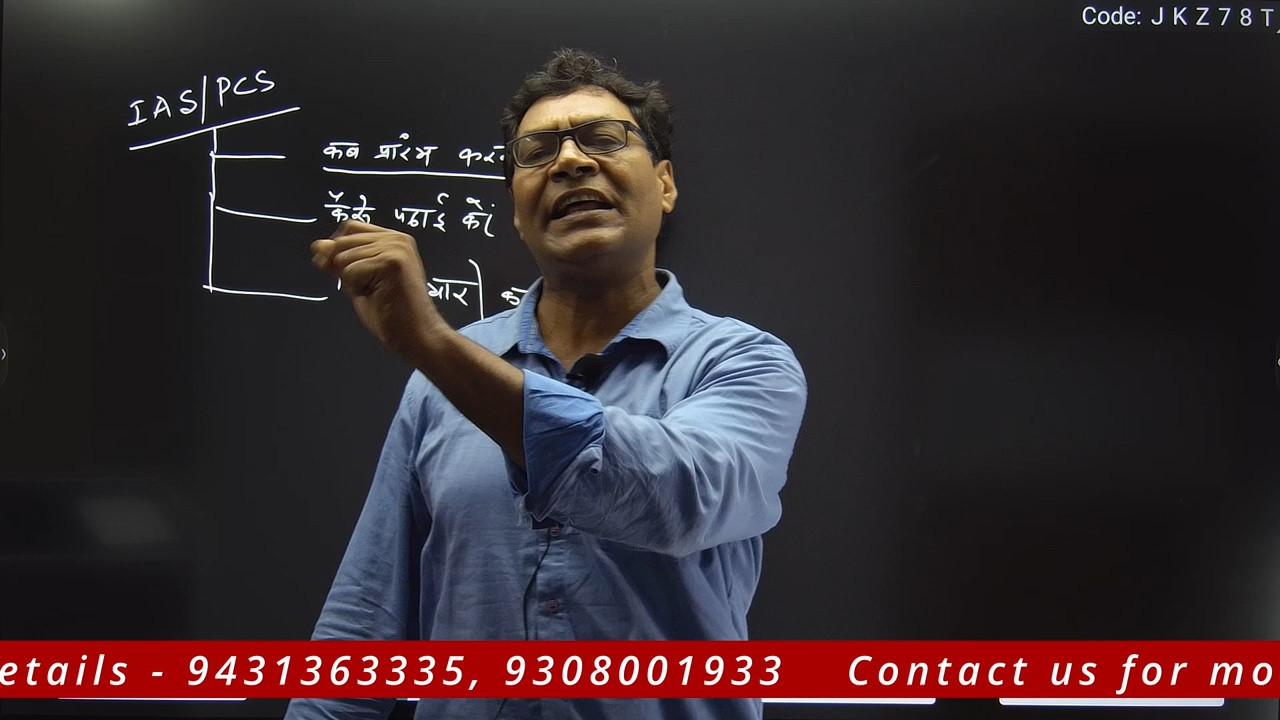 Code: J K Z 7 8 T
IAS/PCS
कब प्रारंभ
कैसे पढाई करें
etails - 9431363335, 9308001933 Contact us for mo